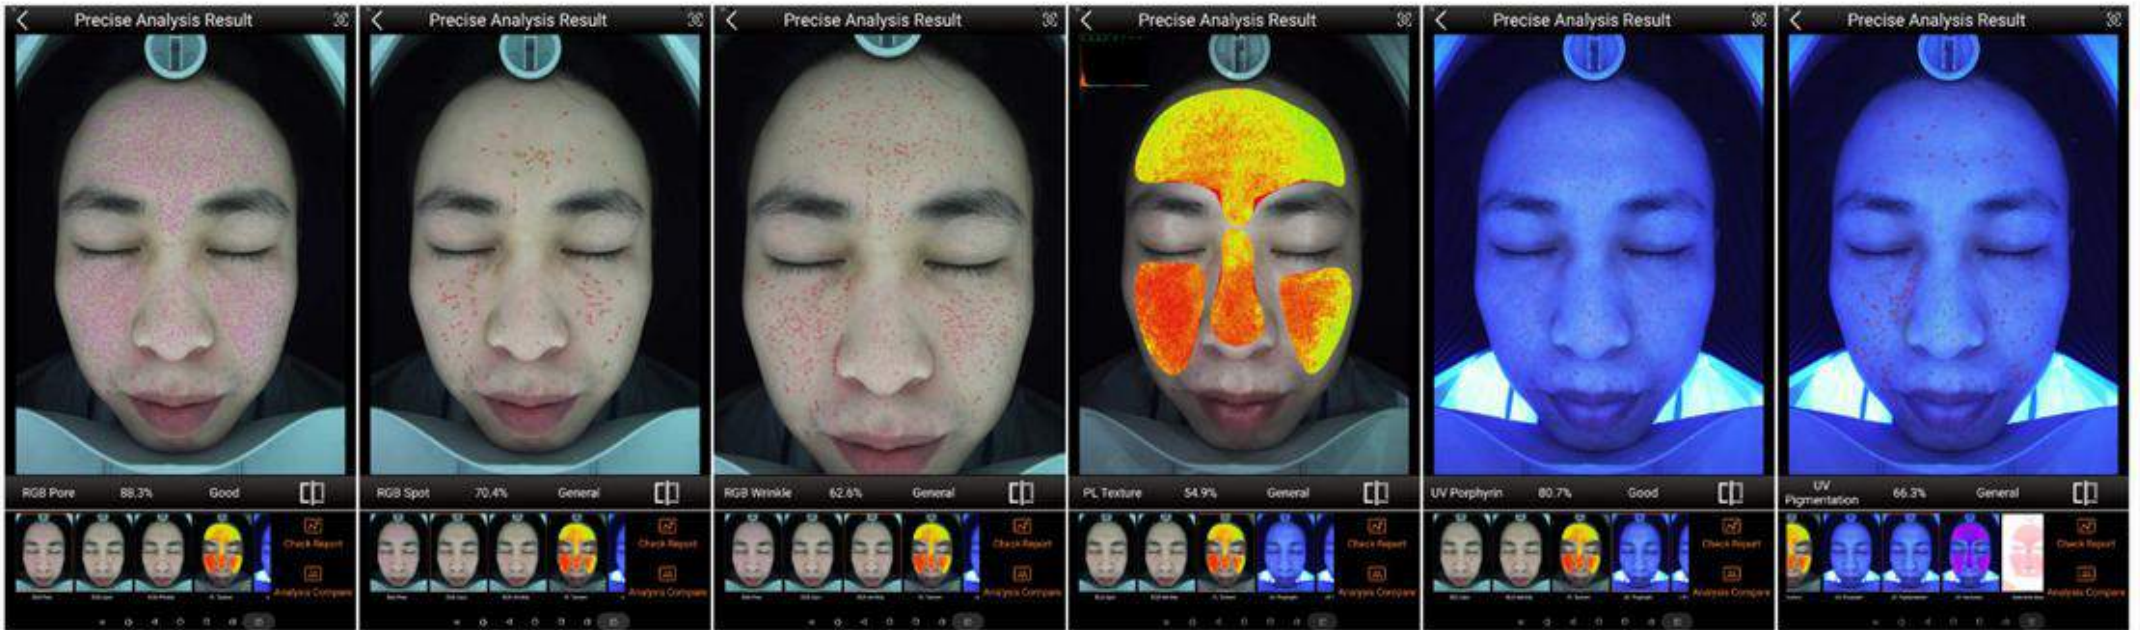 Precise Analysis Result
RGB Pore 88.3% Good
Check Report
Analysis Compare
Precise Analysis Result
RGB Spot 70.4% General
Check Report
Analysis Compare
Precise Analysis Result
RGB Wrinkle 62.6% General
Check Report
Analysis Compare
Precise Analysis Result
PL Texture 54.9% General
Check Report
Analysis Compare
Precise Analysis Result
UV Porphyrin 80.7% Good
Check Report
Analysis Compare
Precise Analysis Result
UV
Pigmentation 66.3% General
Check Report
Analysis Compare